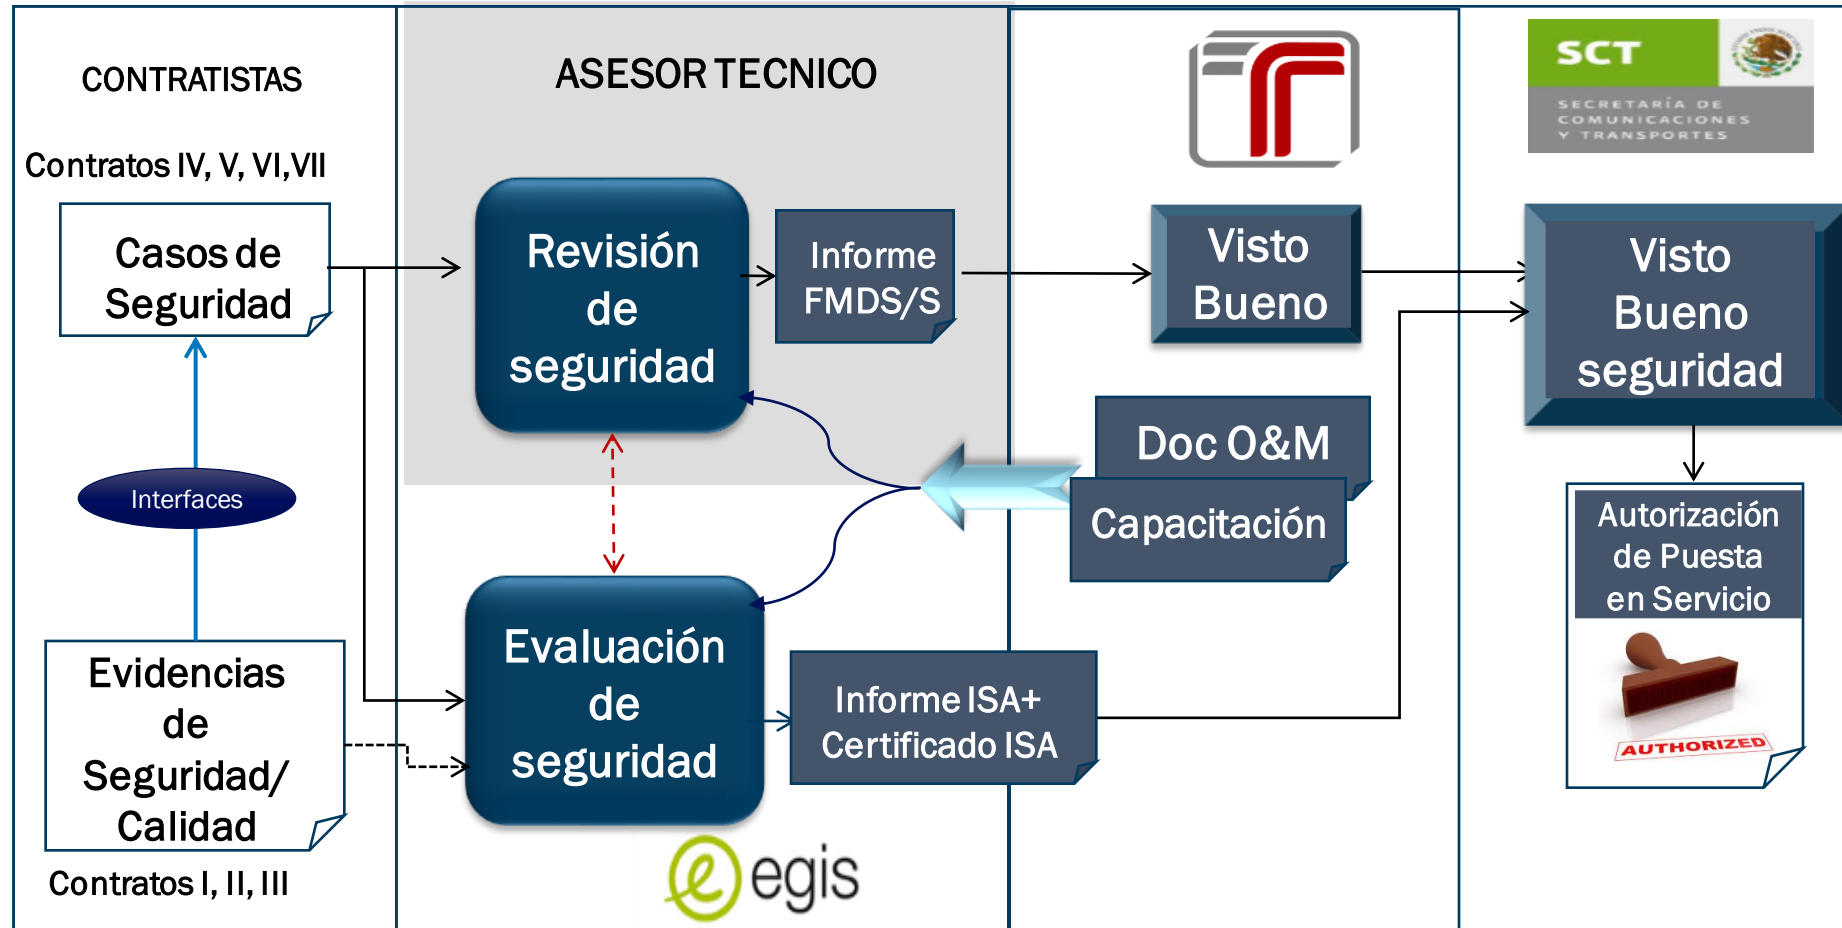 CONTRATISTAS
Contratos IV, V, VI,VII
Casos de
Seguridad
Interfaces
Evidencias
de
Seguridad/
Calidad
Contratos I, II, III
ASESOR TECNICO
Revisión
de
seguridad
Informe
FMDS/S
Evaluación
de
seguridad
Informe ISA+
Certificado ISA
egis
Visto
Bueno
Doc O&M
Capacitación
SCT
SECRETARÍA DE
COMUNICACIONES
Y TRANSPORTES
Visto
Bueno
seguridad
Autorización
de Puesta
en Servicio
AUTHORIZED